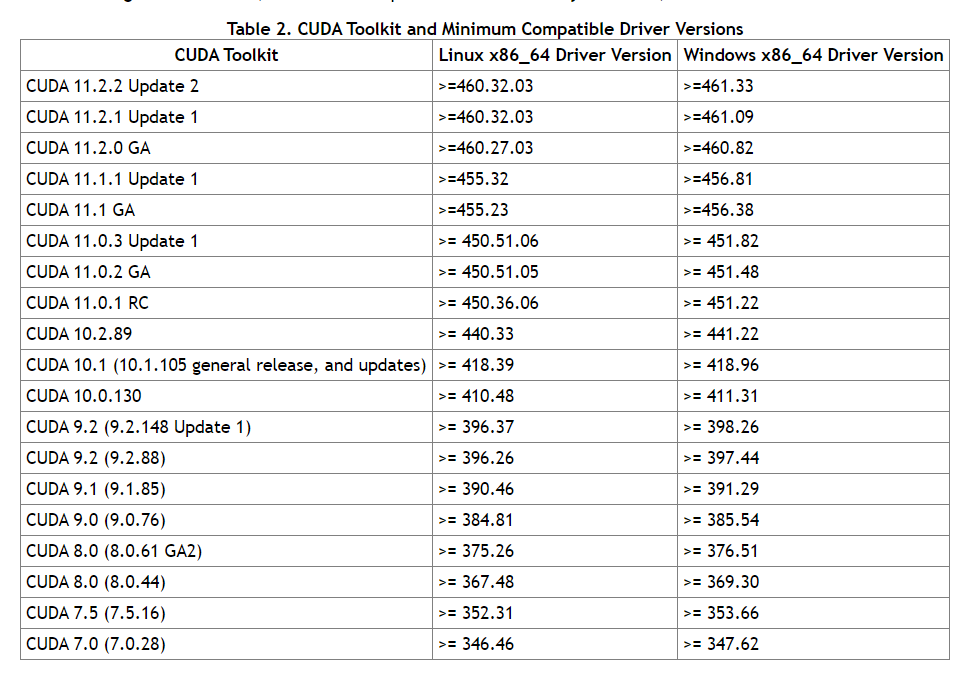 Table 2. CUDA Toolkit and Minimum Compatible Driver Versions
CUDA Toolkit Linux x86_64 Driver Version Windows x86_64 Driver Version
CUDA 11.2.2 Update 2 >=460.32.03 >=461.33
CUDA 11.2.1 Update 1 >=460.32.03 >=461.09
CUDA 11.2.0 GA >=460.27.03 >=460.82
CUDA 11.1.1 Update 1 >=455.32 >=456.81
CUDA 11.1 GA >=455.23 >=456.38
CUDA 11.0.3 Update 1 >= 450.51.06 >= 451.82
CUDA 11.0.2 GA >= 450.51.05 >= 451.48
CUDA 11.0.1 RC >= 450.36.06 >= 451.22
CUDA 10.2.89 >= 440.33 >= 441.22
CUDA 10.1 (10.1.105 general release, and updates) >= 418.39 >= 418.96
CUDA 10.0.130 >= 410.48 >= 411.31
CUDA 9.2 (9.2.148 Update 1) >= 396.37 >= 398.26
CUDA 9.2 (9.2.88) >= 396.26 >= 397.44
CUDA 9.1 (9.1.85) >= 390.46 >= 391.29
CUDA 9.0 (9.0.76) >= 384.81 >= 385.54
CUDA 8.0 (8.0.61 GA2) >= 375.26 >= 376.51
CUDA 8.0 (8.0.44) >= 367.48 >= 369.30
CUDA 7.5 (7.5.16) >= 352.31 >= 353.66
CUDA 7.0 (7.0.28) >= 346.46 >= 347.62